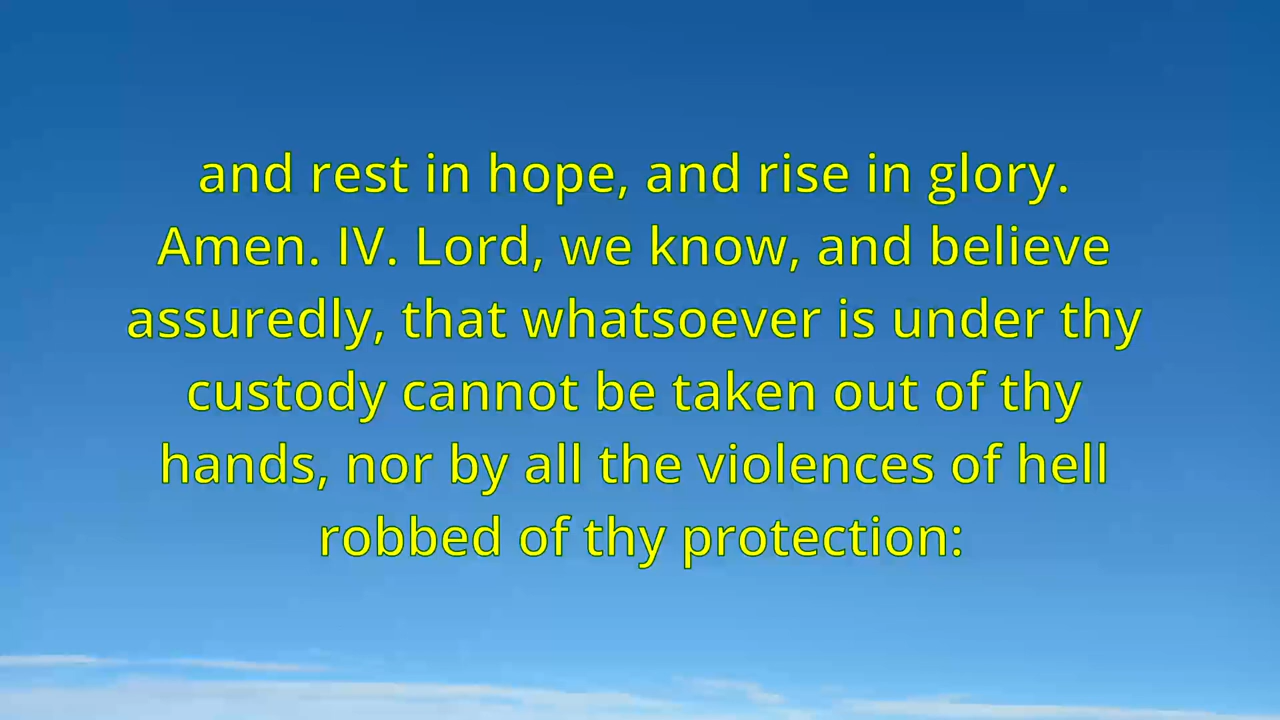 and rest in hope, and rise in glory.
Amen. IV. Lord, we know, and believe
assuredly, that whatsoever is under thy
custody cannot be taken out of thy
hands, nor by all the violences of hell
robbed of thy protection: